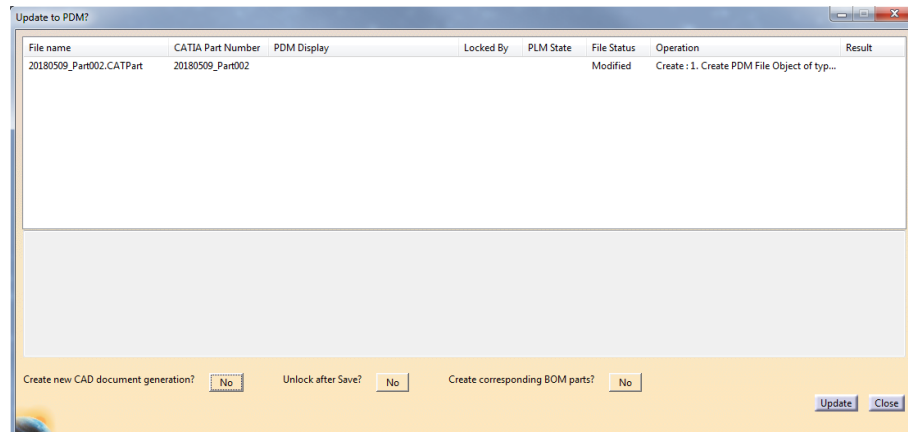 Update to PDM?
File name CATIA Part Number PDM Display Locked By PLM State File Status Operation Result
20180509_Part002.CATPart 20180509_Part002 Modified Create : 1. Create PDM File Object of typ...
Create new CAD document generation? No Unlock after Save? No Create corresponding BOM parts? No
Update Close